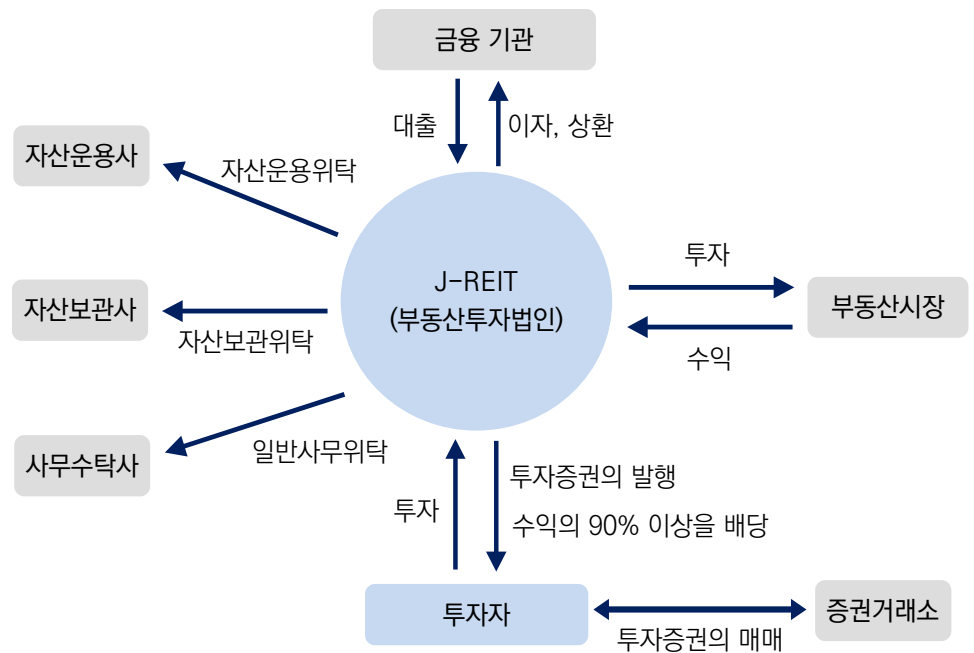 금융 기관
대출
이자, 상환
자산운용사
자산운용위탁
J-REIT
(부동산투자법인)
투자
부동산시장
수익
자산보관사
자산보관위탁
사무수탁사
일반사무위탁
투자
투자증권의 발행
수익의 90% 이상을 배당
투자자
투자증권의 매매
증권거래소